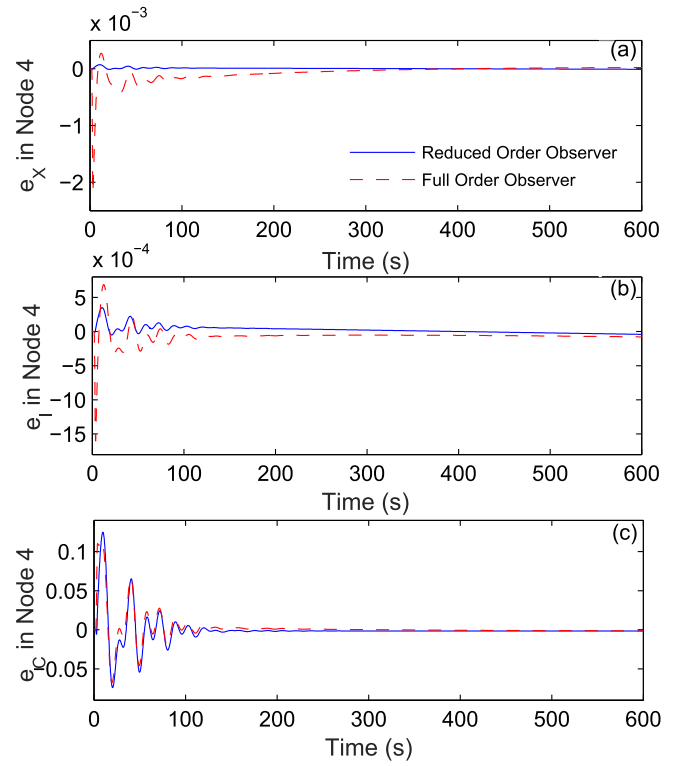 x 10⁻³
(a)
0
−1
−2
e_X in Node 4
Reduced Order Observer
Full Order Observer
0 100 200 300 400 500 600
Time (s)
x 10⁻⁴
(b)
5
0
−5
−10
−15
e_I in Node 4
0 100 200 300 400 500 600
Time (s)
(c)
0.1
0.05
0
0.05
e_IC in Node 4
0 100 200 300 400 500 600
Time (s)